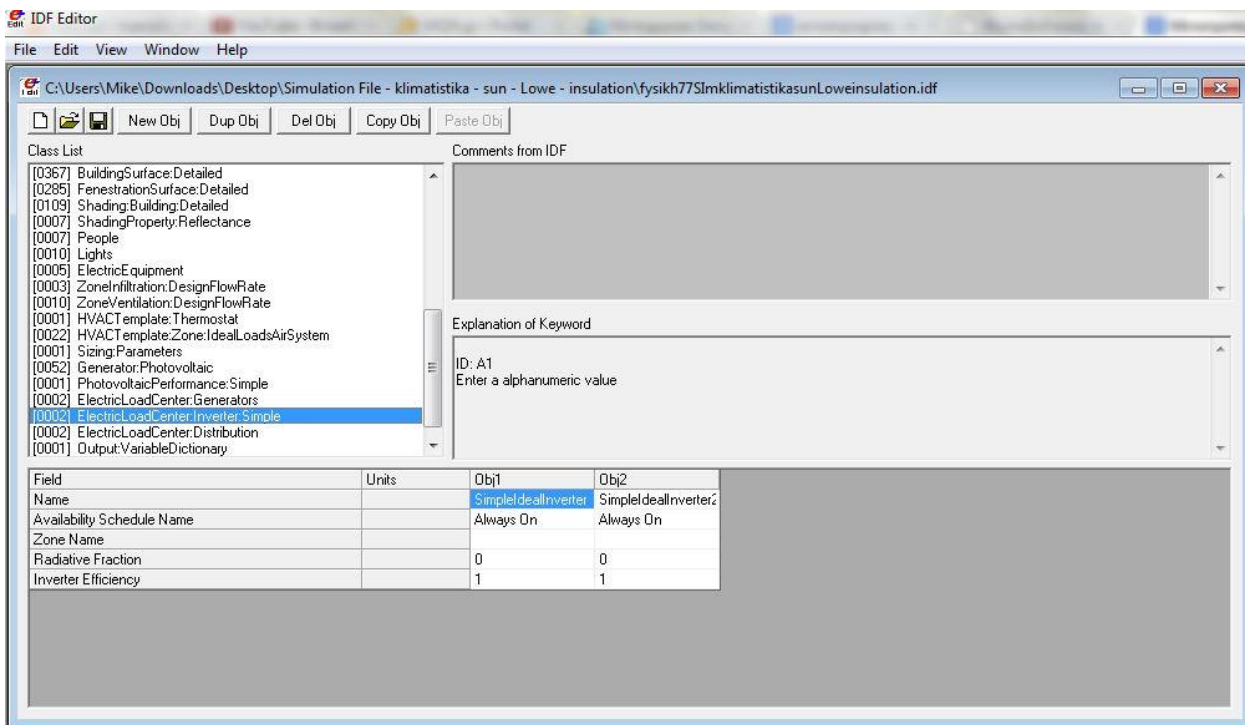 IDF Editor
File Edit View Window Help
C:\Users\Mike\Downloads\Desktop\Simulation File - klimatistika - sun - Lowe - insulation\fysikh77SImklimatistikasunLoweinsulation.idf
New Obj Dup Obj Del Obj Copy Obj Paste Obj
Class List Comments from IDF
[0367] BuildingSurface:Detailed
[0285] FenestrationSurface:Detailed
[0109] Shading:Building:Detailed
[0007] ShadingProperty:Reflectance
[0007] People
[0010] Lights
[0005] ElectricEquipment
[0003] ZoneInfiltration:DesignFlowRate
[0010] ZoneVentilation:DesignFlowRate
[0001] HVACTemplate:Thermostat
[0022] HVACTemplate:Zone:IdealLoadsAirSystem
[0001] Sizing:Parameters
[0052] Generator:Photovoltaic
[0001] PhotovoltaicPerformance:Simple
[0002] ElectricLoadCenter:Generators
[0002] ElectricLoadCenter:Inverter:Simple
[0002] ElectricLoadCenter:Distribution
[0001] Output:VariableDictionary
Explanation of Keyword
ID: A1
Enter a alphanumeric value
Field Units Obj1 Obj2
Name SimpleIdealInverter SimpleIdealInverter2
Availability Schedule Name Always On Always On
Zone Name
Radiative Fraction 0 0
Inverter Efficiency 1 1